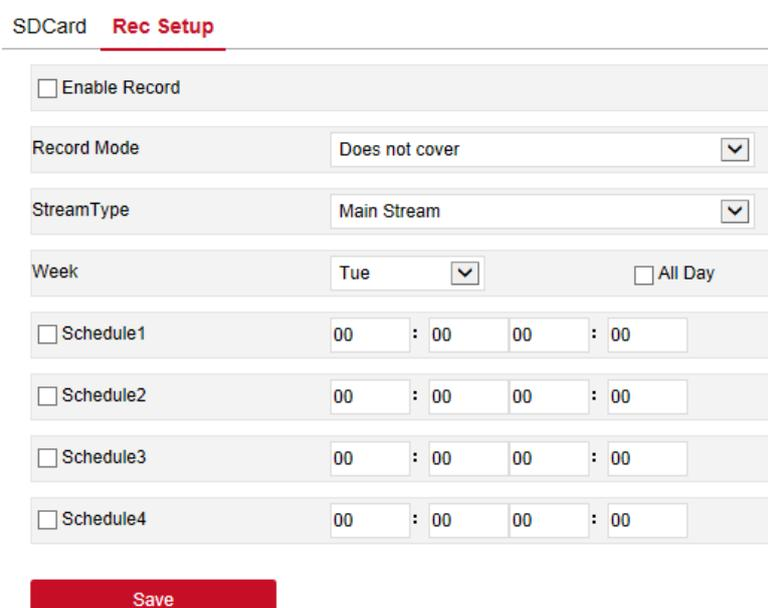 SDCard Rec Setup
Enable Record
Record Mode Does not cover
StreamType Main Stream
Week Tue All Day
Schedule1 00 : 00 00 : 00
Schedule2 00 : 00 00 : 00
Schedule3 00 : 00 00 : 00
Schedule4 00 : 00 00 : 00
Save